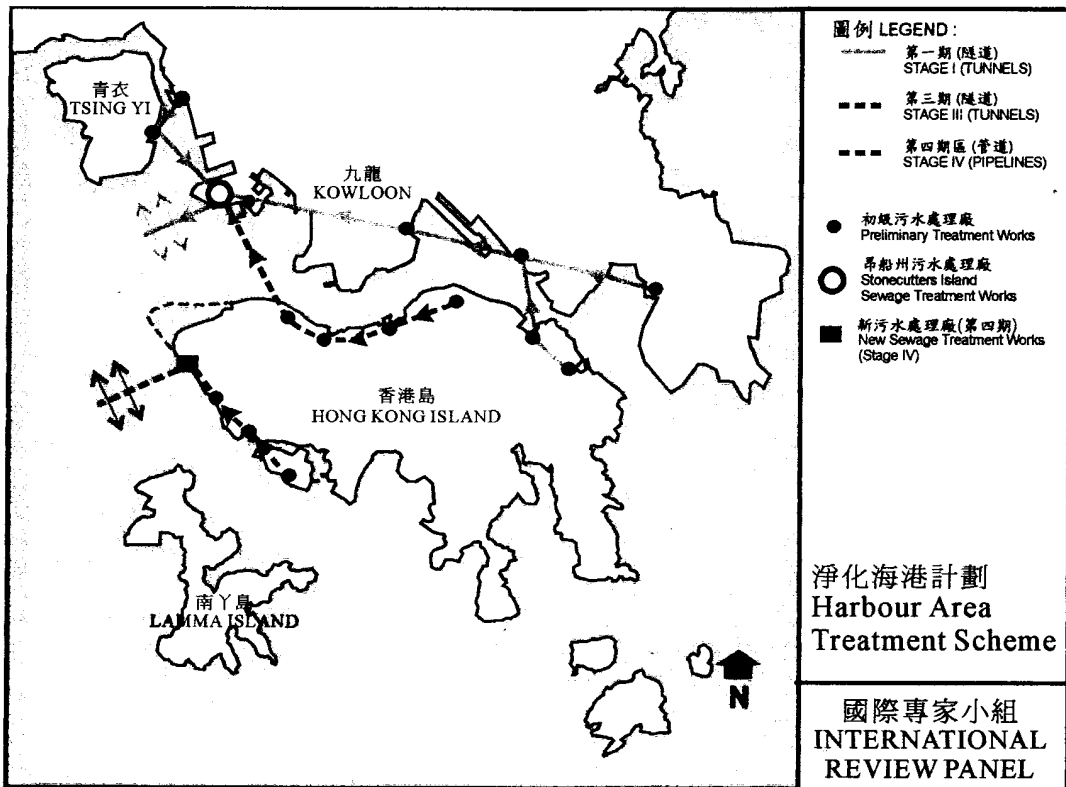 青衣
TSING YI
九龍
KOWLOON
香港島
HONG KONG ISLAND
南丫島
LAMMA ISLAND
N
圖例 LEGEND :
第一期 (隧道)
STAGE I (TUNNELS)
第三期 (隧道)
STAGE III (TUNNELS)
第四期區 (管道)
STAGE IV (PIPELINES)
初級污水處理廠
Preliminary Treatment Works
昂船州污水處理廠
Stonecutters Island
Sewage Treatment Works
新污水處理廠(第四期)
New Sewage Treatment Works
(Stage IV)
淨化海港計劃
Harbour Area
Treatment Scheme
國際專家小組
INTERNATIONAL
REVIEW PANEL